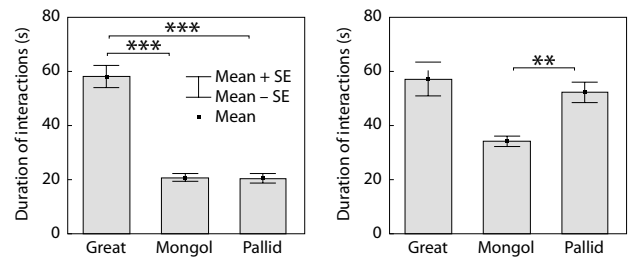 Duration of interactions (s)
80
60
40
20
0
***
***
Mean + SE
Mean – SE
Mean
Great Mongol Pallid
Duration of interactions (s)
80
60
40
20
0
**
Great Mongol Pallid